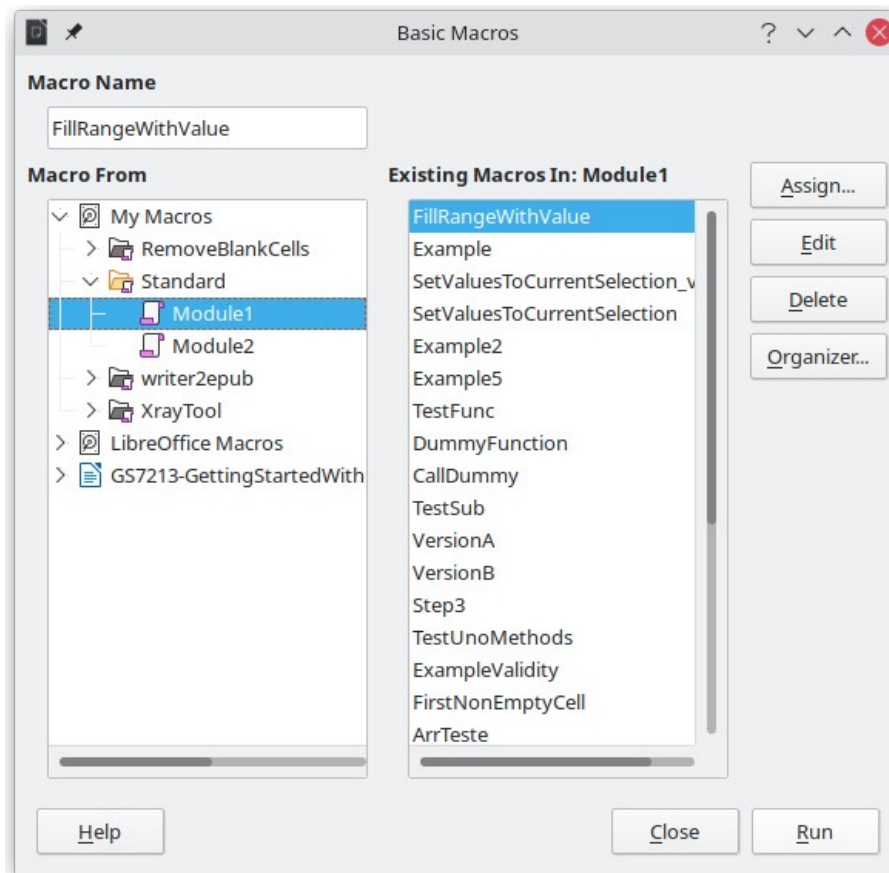 Basic Macros
?
Macro Name
FillRangeWithValue
Macro From
My Macros
RemoveBlankCells
Standard
Module1
Module2
writer2epub
XrayTool
LibreOffice Macros
GS7213-GettingStartedWith
Existing Macros In: Module1
FillRangeWithValue
Example
SetValuesToCurrentSelection_v
SetValuesToCurrentSelection
Example2
Example5
TestFunc
DummyFunction
CallDummy
TestSub
VersionA
VersionB
Step3
TestUnoMethods
ExampleValidity
FirstNonEmptyCell
ArrTeste
Assign...
Edit
Delete
Organizer...
Help
Close
Run